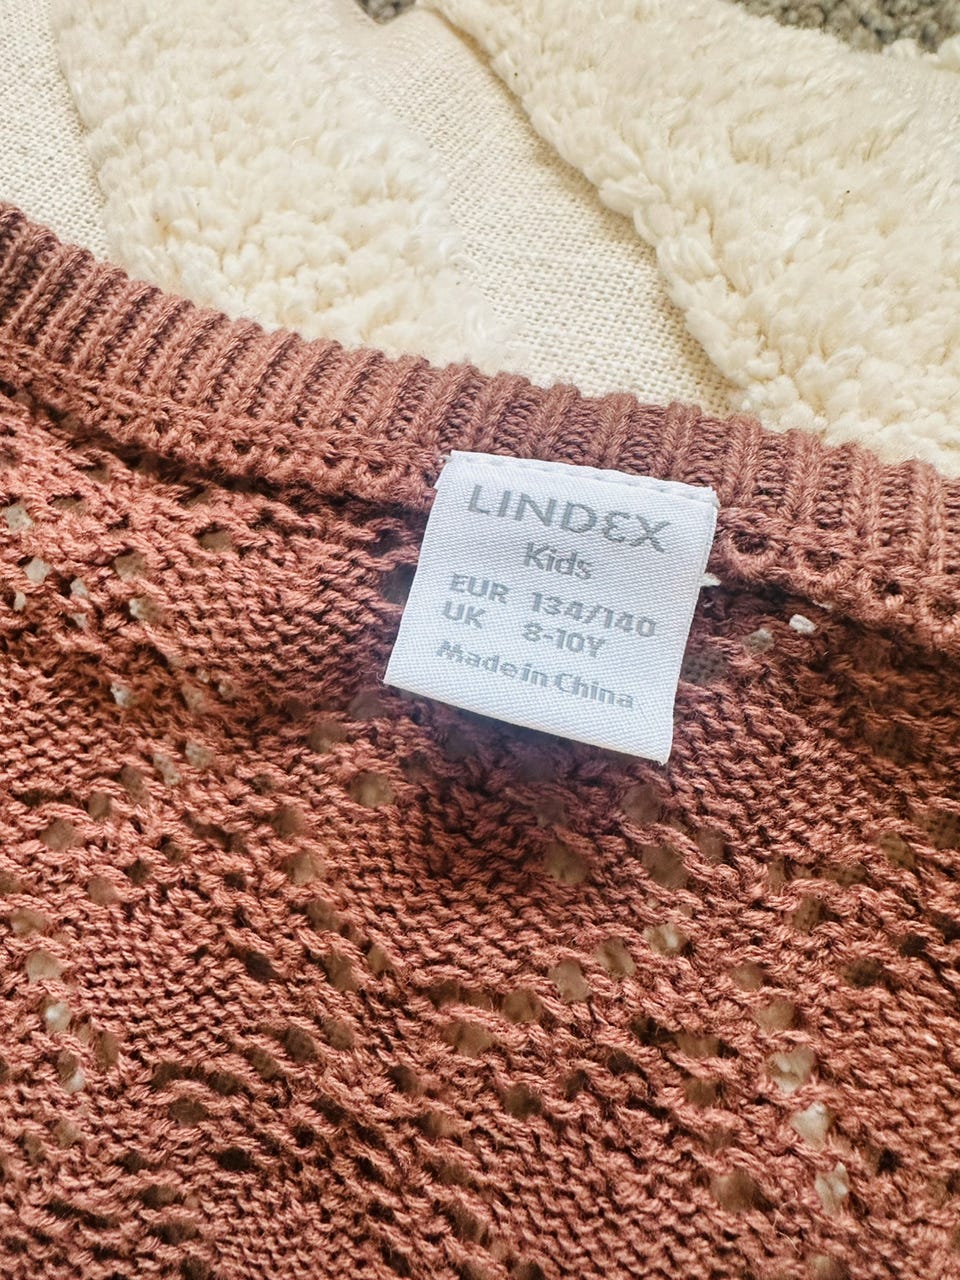 LINDEX
Kids
EUR 134/140
UK 8-10Y
Made in China